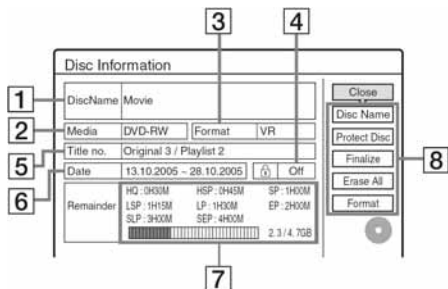 3
4
Disc Information
1
DiscName Movie
Close
Disc Name
2
Media DVD-RW Format VR
Protect Disc
5
Title no. Original 3 / Playlist 2
Finalize
8
6
Date 13.10.2005 ~ 28.10.2005 Off
Erase All
Format
Remainder
HQ : 0H30M HSP : 0H45M SP : 1H00M
LSP : 1H15M LP : 1H30M EP : 2H00M
SLP : 3H00M SEP : 4H00M
2.3 / 4.7GB
7